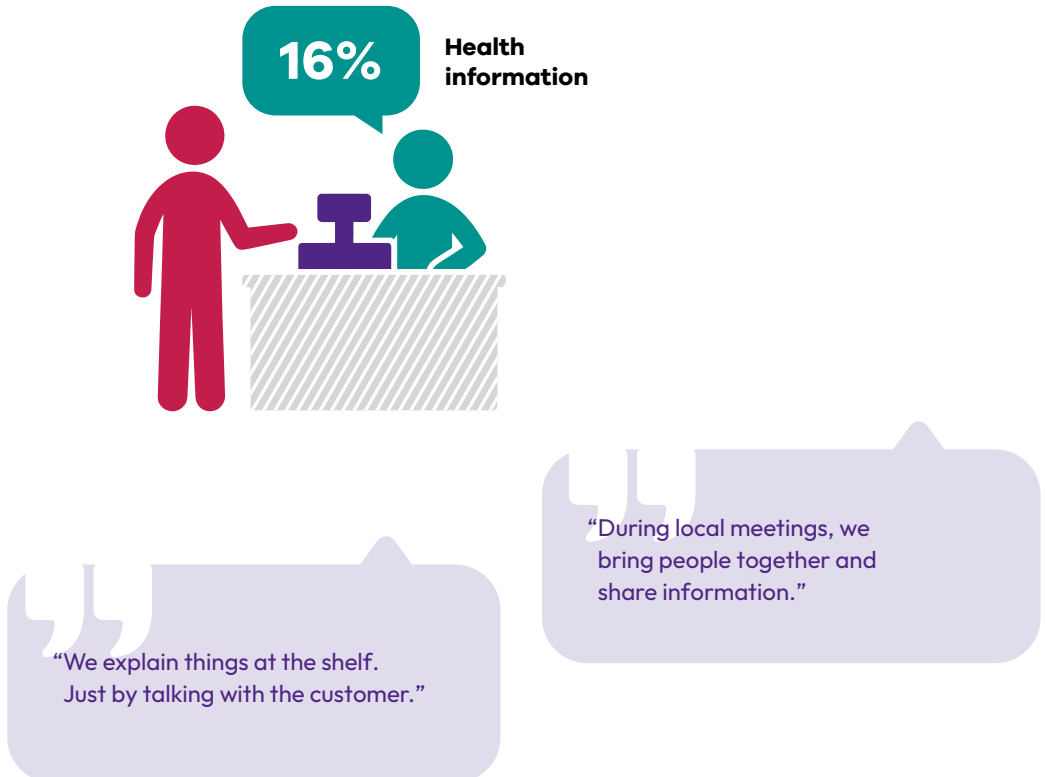 16%
Health
information
“During local meetings, we
bring people together and
share information.”
“We explain things at the shelf.
Just by talking with the customer.”